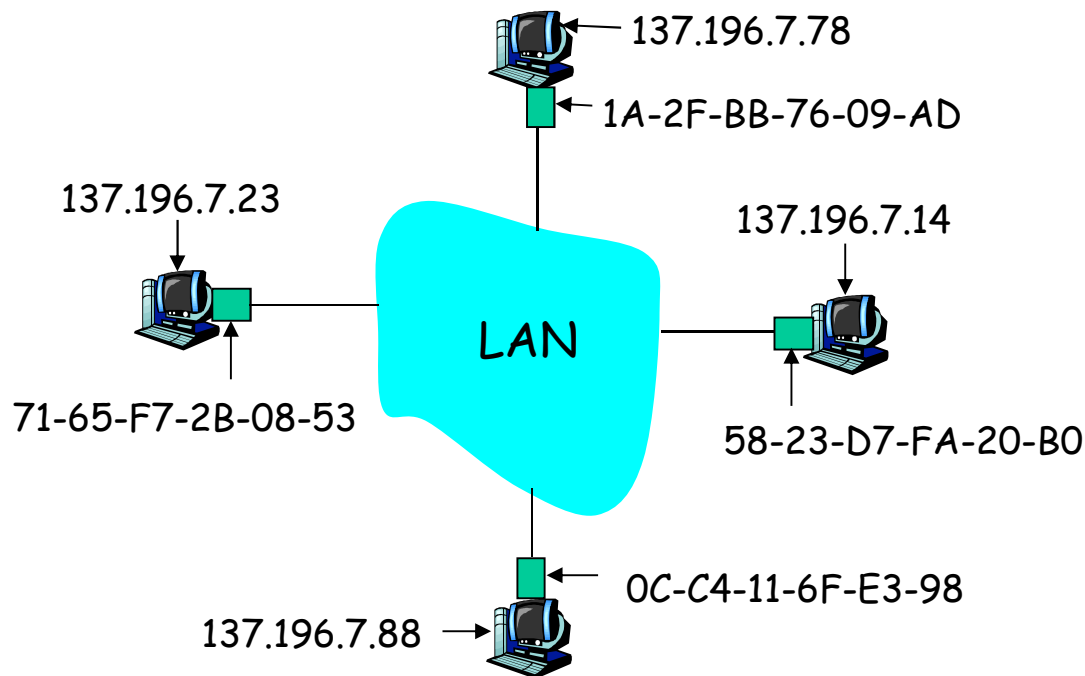 137.196.7.78
1A-2F-BB-76-09-AD
137.196.7.23
137.196.7.14
LAN
71-65-F7-2B-08-53
58-23-D7-FA-20-B0
0C-C4-11-6F-E3-98
137.196.7.88